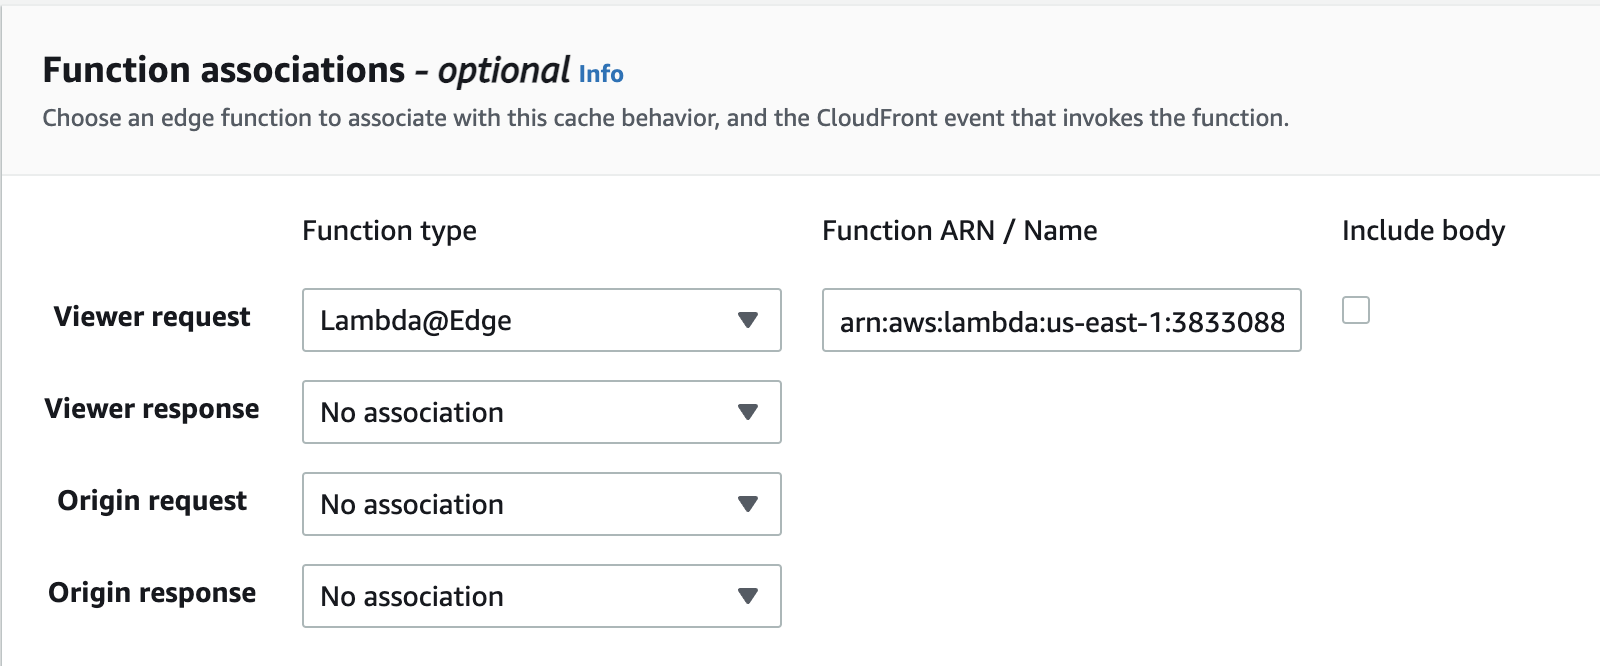 Function associations - optional Info
Choose an edge function to associate with this cache behavior, and the CloudFront event that invokes the function.
Function type Function ARN / Name Include body
Viewer request Lambda@Edge arn:aws:lambda:us-east-1:3833088
Viewer response No association
Origin request No association
Origin response No association